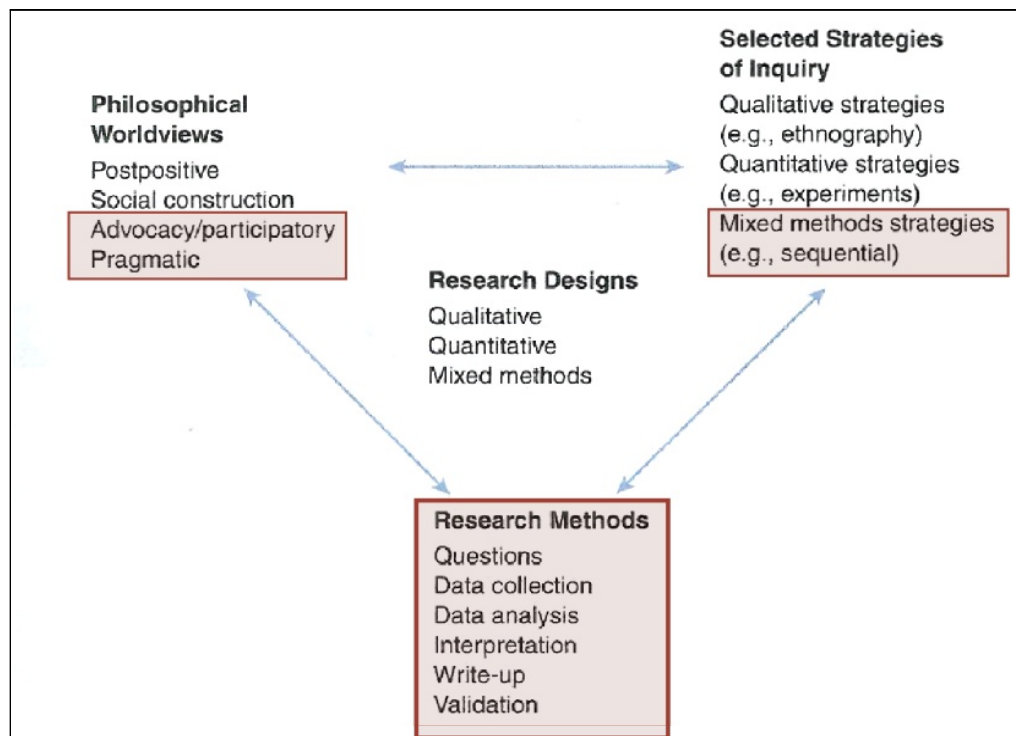 Philosophical
Worldviews
Postpositive
Social construction
Advocacy/participatory
Pragmatic
Selected Strategies
of Inquiry
Qualitative strategies
(e.g., ethnography)
Quantitative strategies
(e.g., experiments)
Mixed methods strategies
(e.g., sequential)
Research Designs
Qualitative
Quantitative
Mixed methods
Research Methods
Questions
Data collection
Data analysis
Interpretation
Write-up
Validation